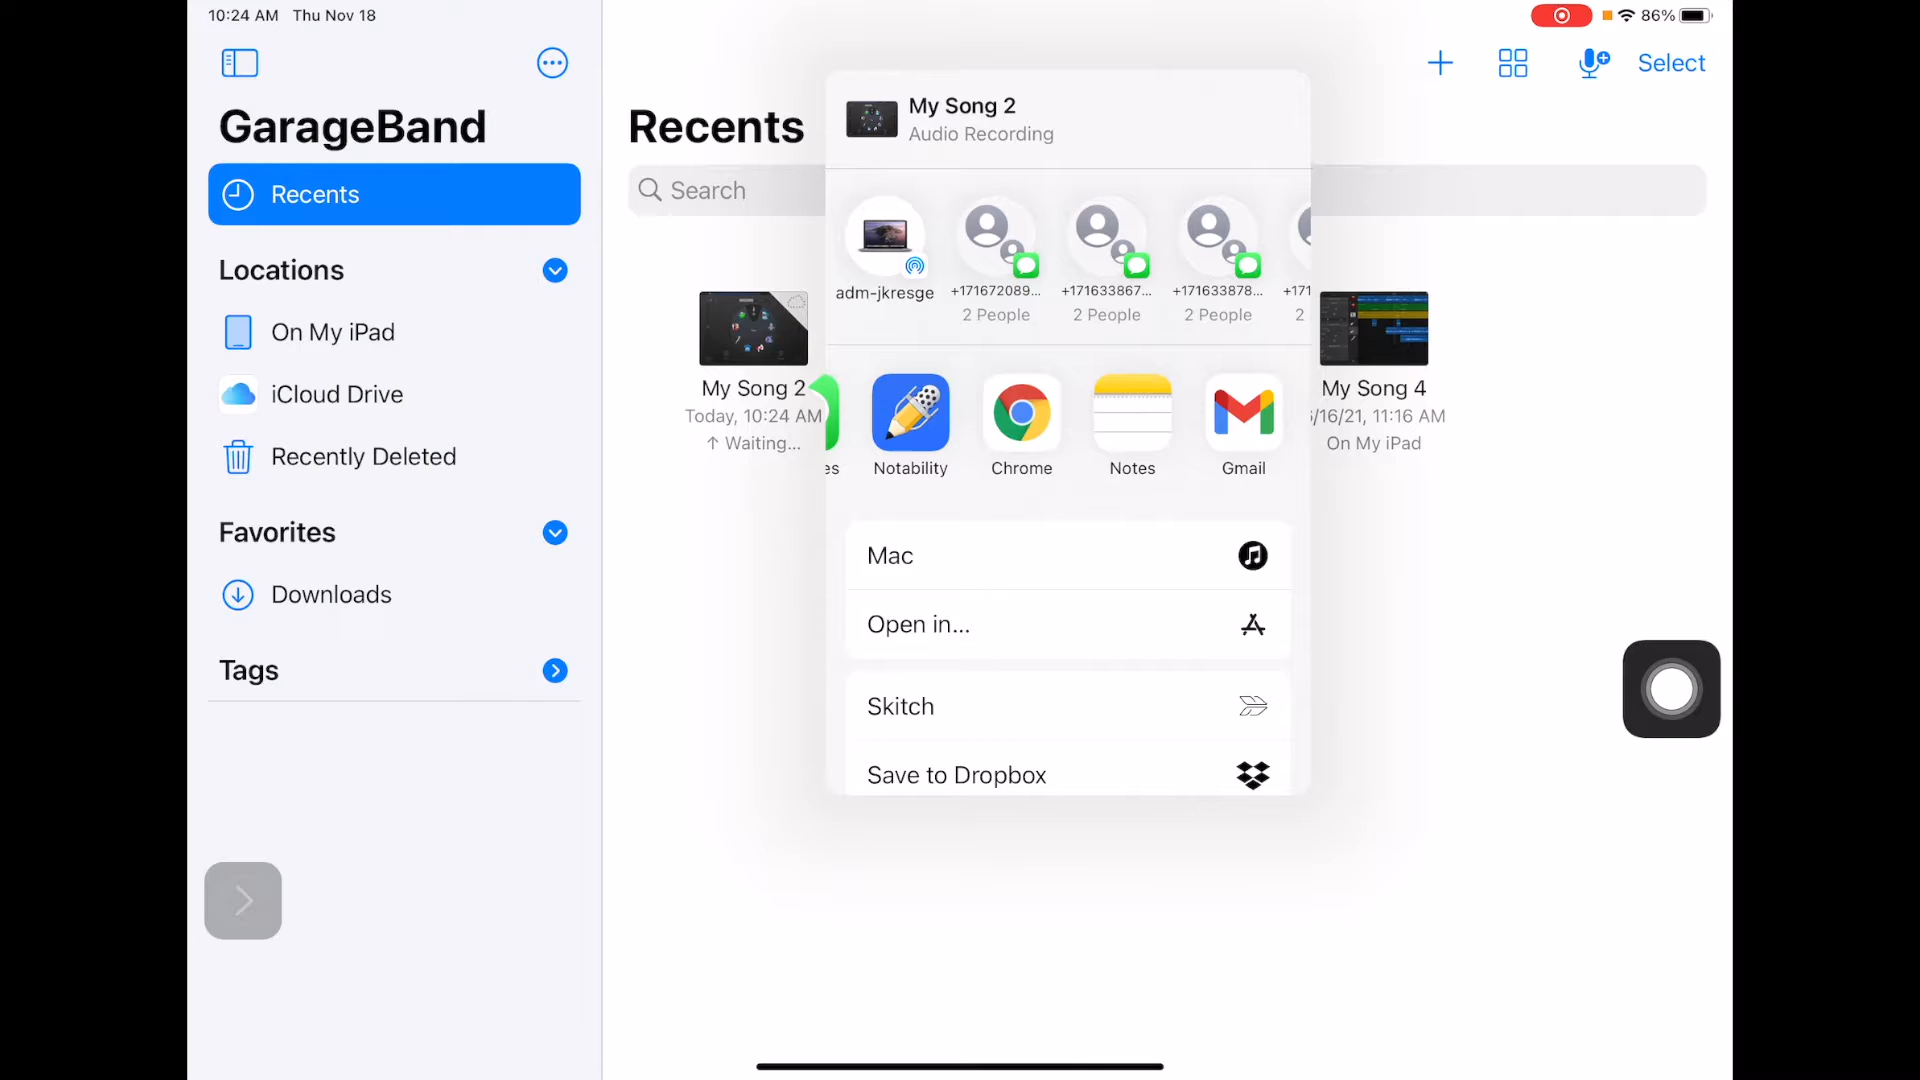 10:24 AM Thu Nov 18
86%
Select
GarageBand
Recents
Locations
On My iPad
iCloud Drive
Recently Deleted
Favorites
Downloads
Tags
Recents
Search
My Song 2
Today, 10:24 AM
↑ Waiting...
My Song 4
/16/21, 11:16 AM
On My iPad
My Song 2
Audio Recording
adm-jkresge
+171672089...
2 People
+171633867...
2 People
+171633878...
2 People
+171
2
es
Notability
Chrome
Notes
Gmail
Mac
Open in...
Skitch
Save to Dropbox